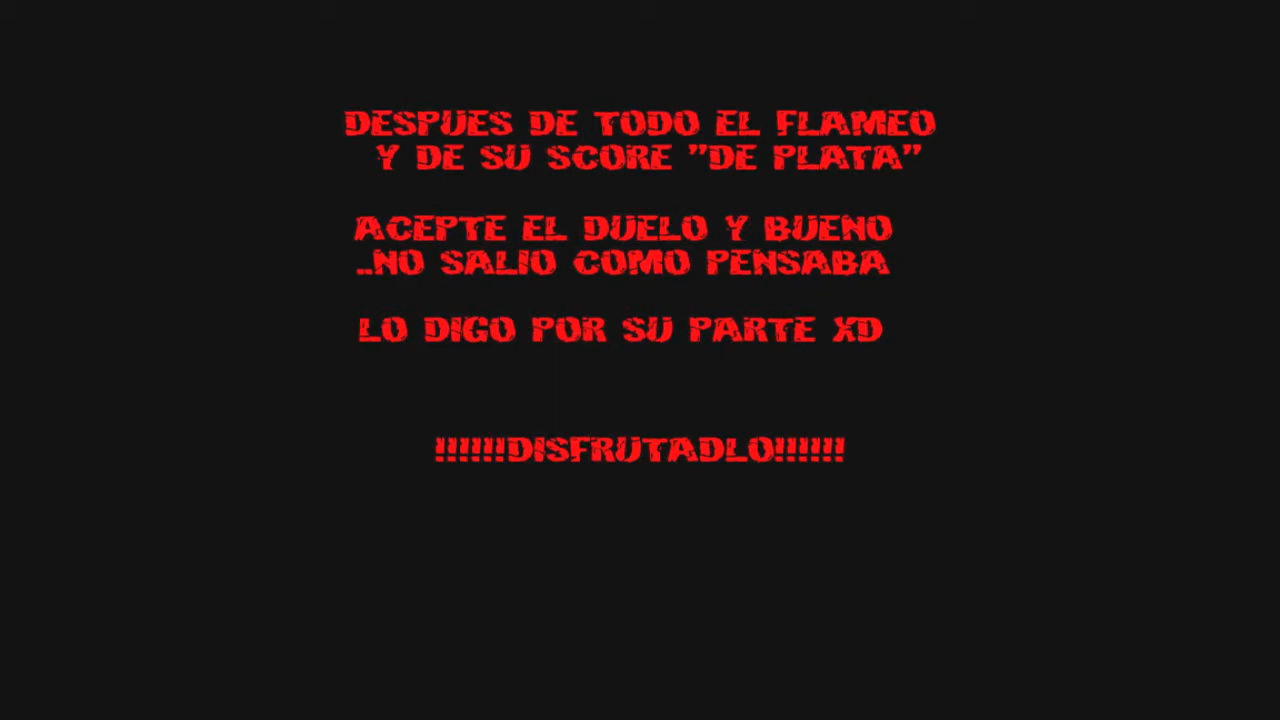 DESPUES DE TODO EL FLAMEO
Y DE SU SCORE "DE PLATA"
ACEPTE EL DUELO Y BUENO
..NO SALIO COMO PENSABA
LO DIGO POR SU PARTE XD
!!!!!!DISFRUTADLO!!!!!!